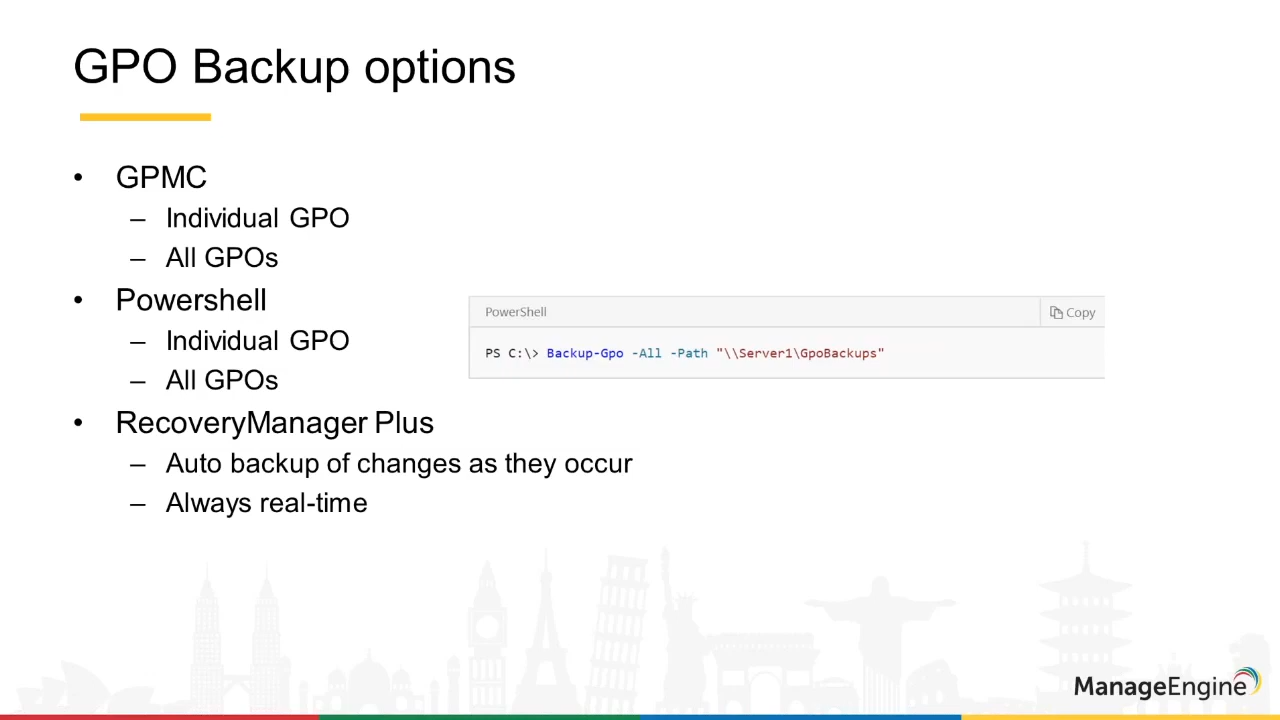 GPO Backup options
• GPMC
– Individual GPO
– All GPOs
• Powershell
– Individual GPO
– All GPOs
PowerShell
Copy
PS C:\> Backup-Gpo -All -Path "\\Server1\GpoBackups"
• RecoveryManager Plus
– Auto backup of changes as they occur
– Always real-time
ManageEngine